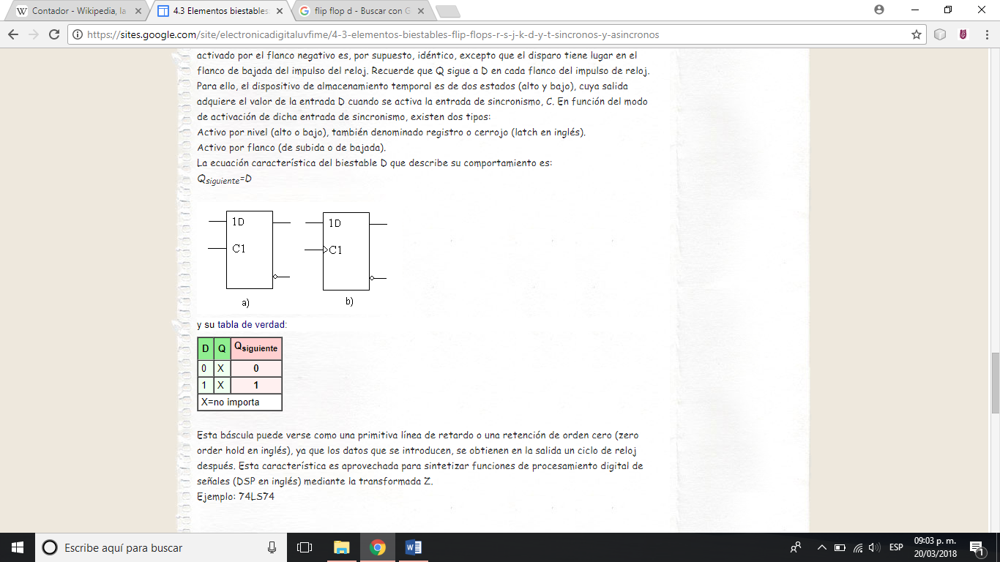 Contador - Wikipedia, la
4.3 Elementos biestables
flip flop d - Buscar con G
https://sites.google.com/site/electronicadigitaluvfime/4-3-elementos-biestables-flip-flops-r-s-j-k-d-y-t-sincronos-y-asincronos
activado por el flanco negativo es, por supuesto, idéntico, excepto que el disparo tiene lugar en el
flanco de bajada del impulso del reloj. Recuerde que Q sigue a D en cada flanco del impulso de reloj.
Para ello, el dispositivo de almacenamiento temporal es de dos estados (alto y bajo), cuya salida
adquiere el valor de la entrada D cuando se activa la entrada de sincronismo, C. En función del modo
de activación de dicha entrada de sincronismo, existen dos tipos:
Activo por nivel (alto o bajo), también denominado registro o cerrojo (latch en inglés).
Activo por flanco (de subida o de bajada).
La ecuación característica del biestable D que describe su comportamiento es:
Qsiguiente=D
1D 1D
C1 C1
a) b)
y su tabla de verdad:
D Q Qsiguiente
0 X 0
1 X 1
X=no importa
Esta báscula puede verse como una primitiva línea de retardo o una retención de orden cero (zero
order hold en inglés), ya que los datos que se introducen, se obtienen en la salida un ciclo de reloj
después. Esta característica es aprovechada para sintetizar funciones de procesamiento digital de
señales (DSP en inglés) mediante la transformada Z.
Ejemplo: 74LS74
Escribe aquí para buscar
ESP
09:03 p. m.
20/03/2018
1